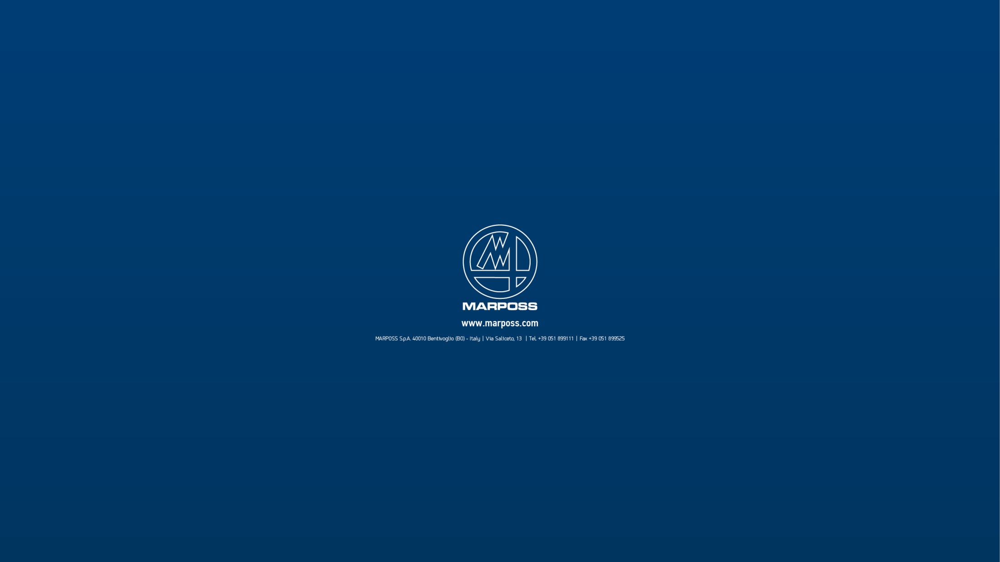 MARPOSS
www.marposs.com
MARPOSS S.p.A. 40010 Bentivoglio (BO) - Italy | Via Saliceto, 13 | Tel. +39 051 899111 | Fax +39 051 899525